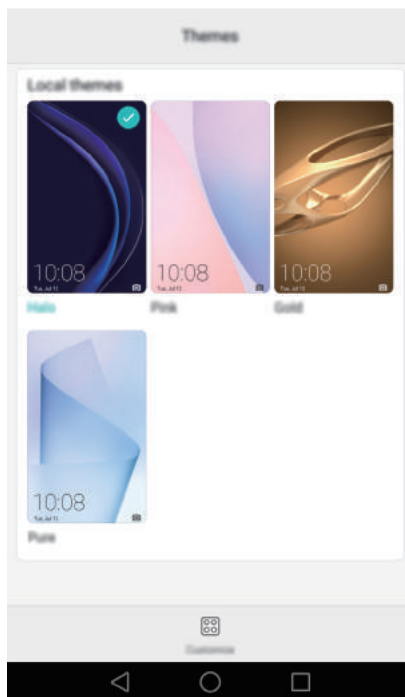 Themes
Local themes
10:08
10:08
10:08
Halo
Pink
Gold
10:08
Pure
Customize